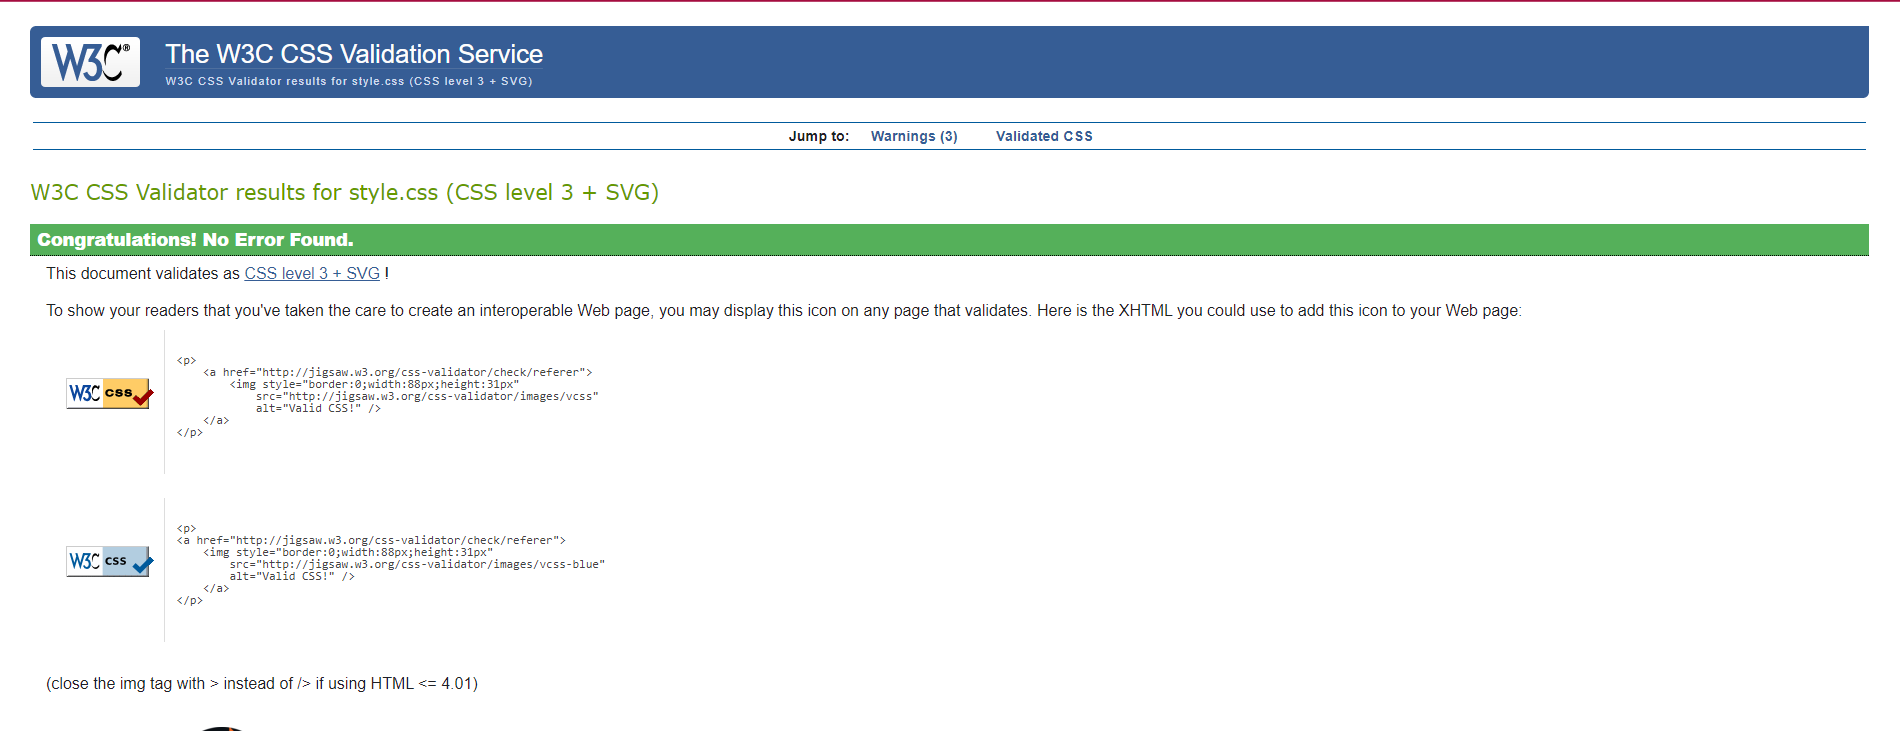 W3C®
The W3C CSS Validation Service
W3C CSS Validator results for style.css (CSS level 3 + SVG)
Jump to: Warnings (3) Validated CSS
W3C CSS Validator results for style.css (CSS level 3 + SVG)
Congratulations! No Error Found.
This document validates as CSS level 3 + SVG !
To show your readers that you've taken the care to create an interoperable Web page, you may display this icon on any page that validates. Here is the XHTML you could use to add this icon to your Web page:
W3C css
<p>
<a href="http://jigsaw.w3.org/css-validator/check/referer">
<img style="border:0;width:88px;height:31px"
src="http://jigsaw.w3.org/css-validator/images/vcss"
alt="Valid CSS!" />
</a>
</p>
W3C css
<p>
<a href="http://jigsaw.w3.org/css-validator/check/referer">
<img style="border:0;width:88px;height:31px"
src="http://jigsaw.w3.org/css-validator/images/vcss-blue"
alt="Valid CSS!" />
</a>
</p>
(close the img tag with > instead of /> if using HTML <= 4.01)